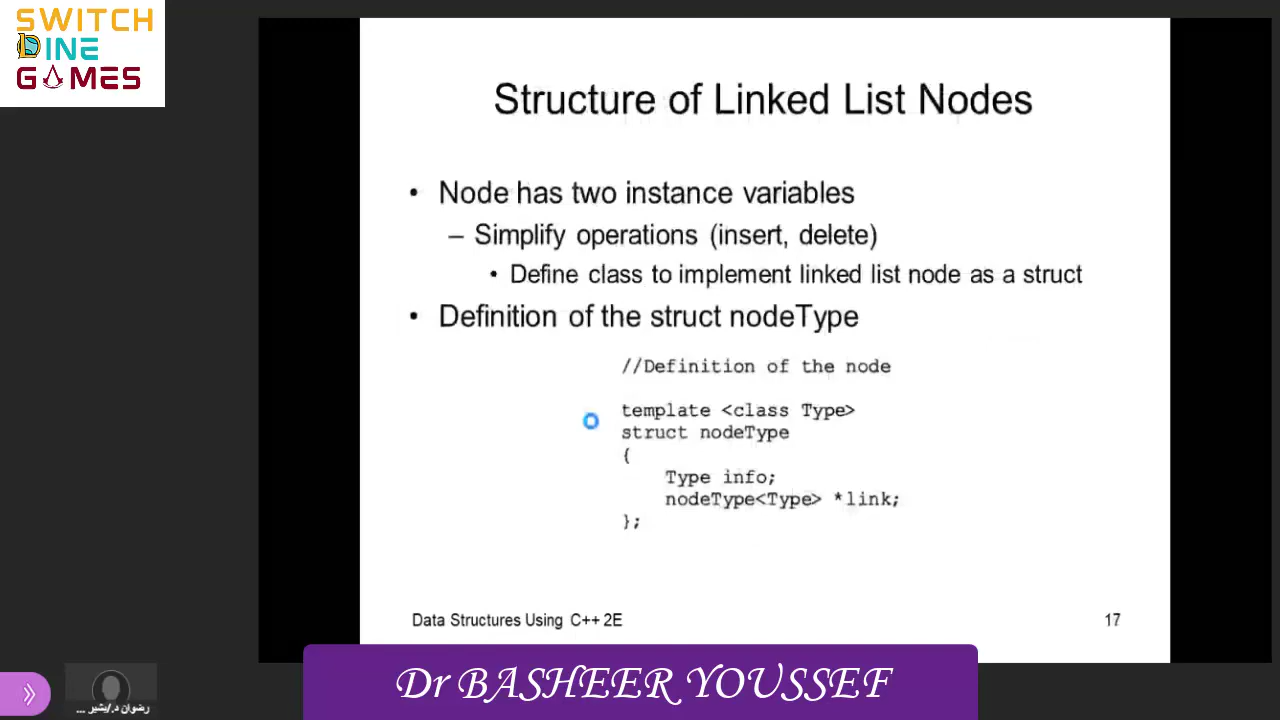 SWITCH
LINE
GAMES
Structure of Linked List Nodes
• Node has two instance variables
– Simplify operations (insert, delete)
• Define class to implement linked list node as a struct
• Definition of the struct nodeType
//Definition of the node
template <class Type>
struct nodeType
{
Type info;
nodeType<Type> *link;
};
Data Structures Using C++ 2E
17
Dr BASHEER YOUSSEF
رضوان د./بشير ...